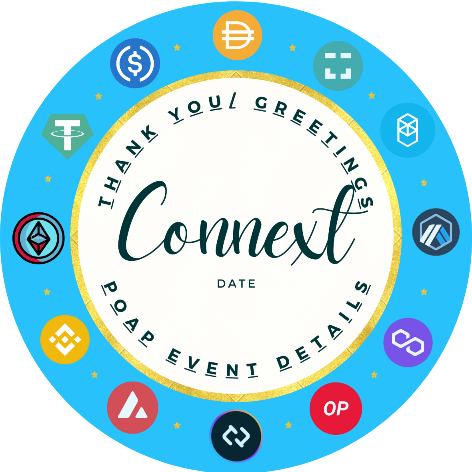 THANK YOU/ GREETINGS
Connext
DATE
POAP EVENT DETAILS
OP